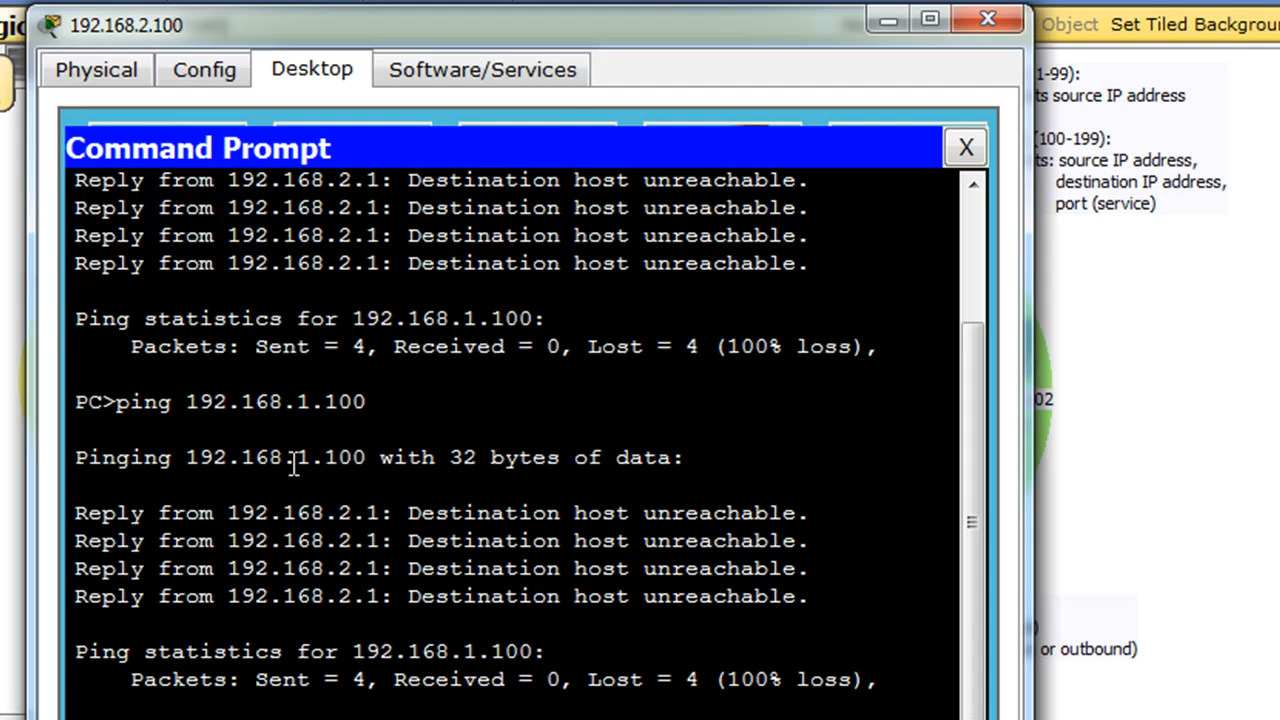 192.168.2.100
Object Set Tiled Backgrou
Physical Config Desktop Software/Services
1-99):
ts source IP address
(100-199):
ts: source IP address,
destination IP address,
port (service)
Command Prompt X
Reply from 192.168.2.1: Destination host unreachable.
Reply from 192.168.2.1: Destination host unreachable.
Reply from 192.168.2.1: Destination host unreachable.
Reply from 192.168.2.1: Destination host unreachable.
Ping statistics for 192.168.1.100:
Packets: Sent = 4, Received = 0, Lost = 4 (100% loss),
PC>ping 192.168.1.100
Pinging 192.168.1.100 with 32 bytes of data:
Reply from 192.168.2.1: Destination host unreachable.
Reply from 192.168.2.1: Destination host unreachable.
Reply from 192.168.2.1: Destination host unreachable.
Reply from 192.168.2.1: Destination host unreachable.
Ping statistics for 192.168.1.100:
Packets: Sent = 4, Received = 0, Lost = 4 (100% loss),
02
)
or outbound)